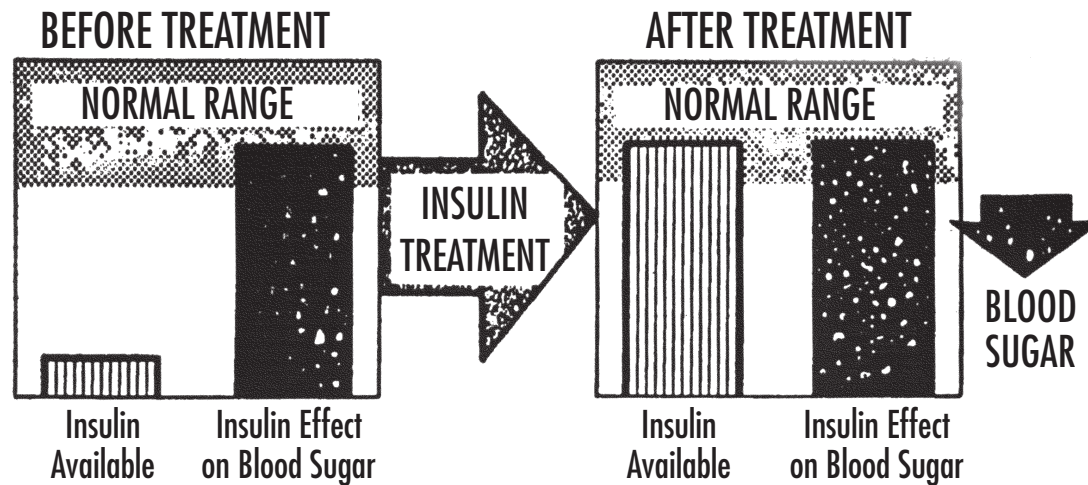 BEFORE TREATMENT
NORMAL RANGE
Insulin
Available
Insulin Effect
on Blood Sugar
INSULIN
TREATMENT
AFTER TREATMENT
NORMAL RANGE
Insulin
Available
Insulin Effect
on Blood Sugar
BLOOD
SUGAR